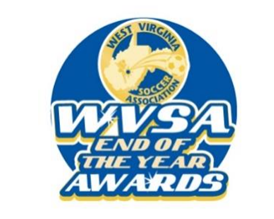 WEST VIRGINIA
SOCCER
ASSOCIATION
WVSA
END OF
THE YEAR
AWARDS